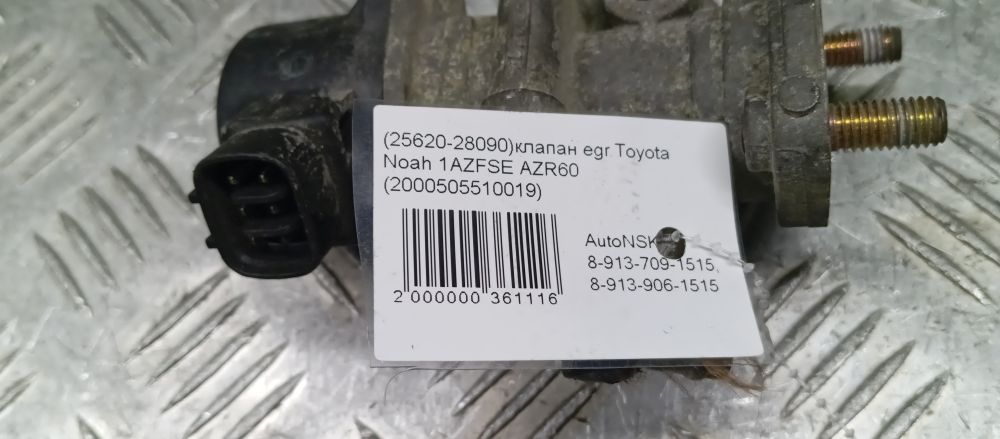 (25620-28090)клапан egr Toyota
Noah 1AZFSE AZR60
(2000505510019)
AutoNSK
8-913-709-1515,
8-913-906-1515
2 000000 361116